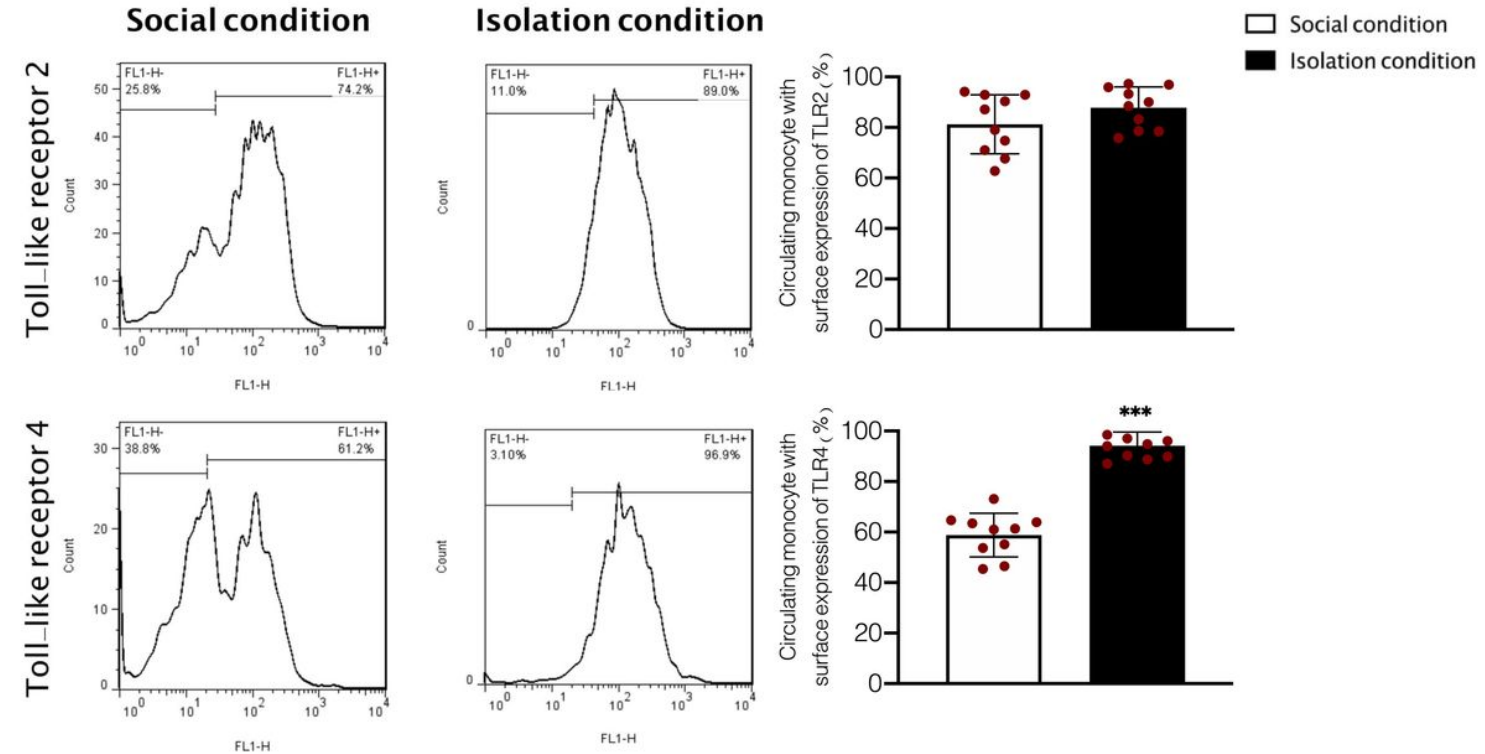 Social condition
Isolation condition
Social condition
Isolation condition
Toll-like receptor 2
FL1-H-
25.8%
FL1-H+
74.2%
50
40
30
20
10
0
Count
10^0 10^1 10^2 10^3 10^4
FL1-H
FL1-H-
11.0%
FL1-H+
89.0%
0
Count
10^0 10^1 10^2 10^3 10^4
FL1-H
Circulating monocyte with
surface expression of TLR2 (%)
100
80
60
40
20
0
Toll-like receptor 4
FL1-H-
38.8%
FL1-H+
61.2%
30
20
10
0
Count
10^0 10^1 10^2 10^3 10^4
FL1-H
FL1-H-
3.10%
FL1-H+
96.9%
0
Count
10^0 10^1 10^2 10^3 10^4
FL1-H
Circulating monocyte with
surface expression of TLR4 (%)
100
80
60
40
20
0
***